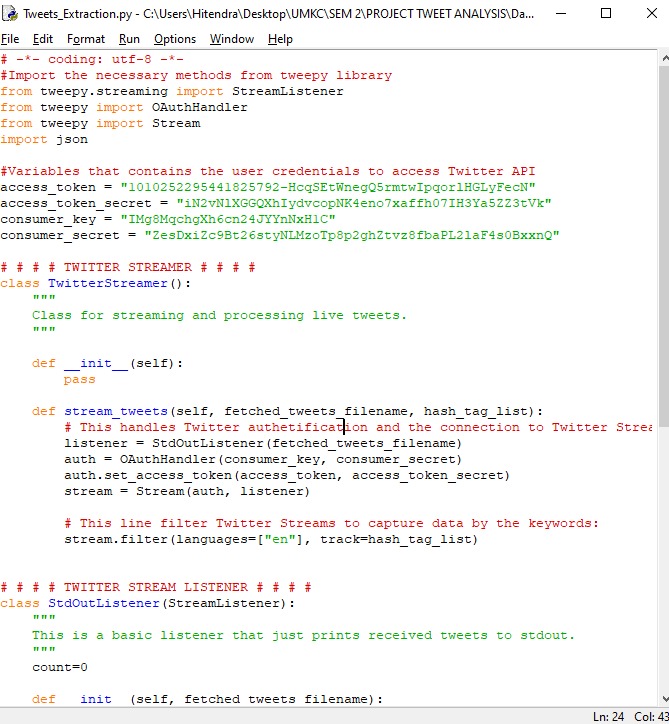 Tweets_Extraction.py - C:\Users\Hitendra\Desktop\UMKC\SEM 2\PROJECT TWEET ANALYSIS\Da...
File Edit Format Run Options Window Help
# -*- coding: utf-8 -*-
#Import the necessary methods from tweepy library
from tweepy.streaming import StreamListener
from tweepy import OAuthHandler
from tweepy import Stream
import json
#Variables that contains the user credentials to access Twitter API
access_token =
access_token_secret =
consumer_key =
consumer_secret =
# # # # TWITTER STREAMER # # # #
class TwitterStreamer():
    """
    Class for streaming and processing live tweets.
    """
    def __init__(self):
        pass
    def stream_tweets(self, fetched_tweets_filename, hash_tag_list):
        # This handles Twitter authetification and the connection to Twitter Strea
        listener = StdOutListener(fetched_tweets_filename)
        auth = OAuthHandler(consumer_key, consumer_secret)
        auth.set_access_token(access_token, access_token_secret)
        stream = Stream(auth, listener)
        # This line filter Twitter Streams to capture data by the keywords:
        stream.filter(languages=["en"], track=hash_tag_list)
# # # # TWITTER STREAM LISTENER # # # #
class StdOutListener(StreamListener):
    """
    This is a basic listener that just prints received tweets to stdout.
    """
    count=0
    def __init__(self, fetched_tweets_filename):
Ln: 24 Col: 43